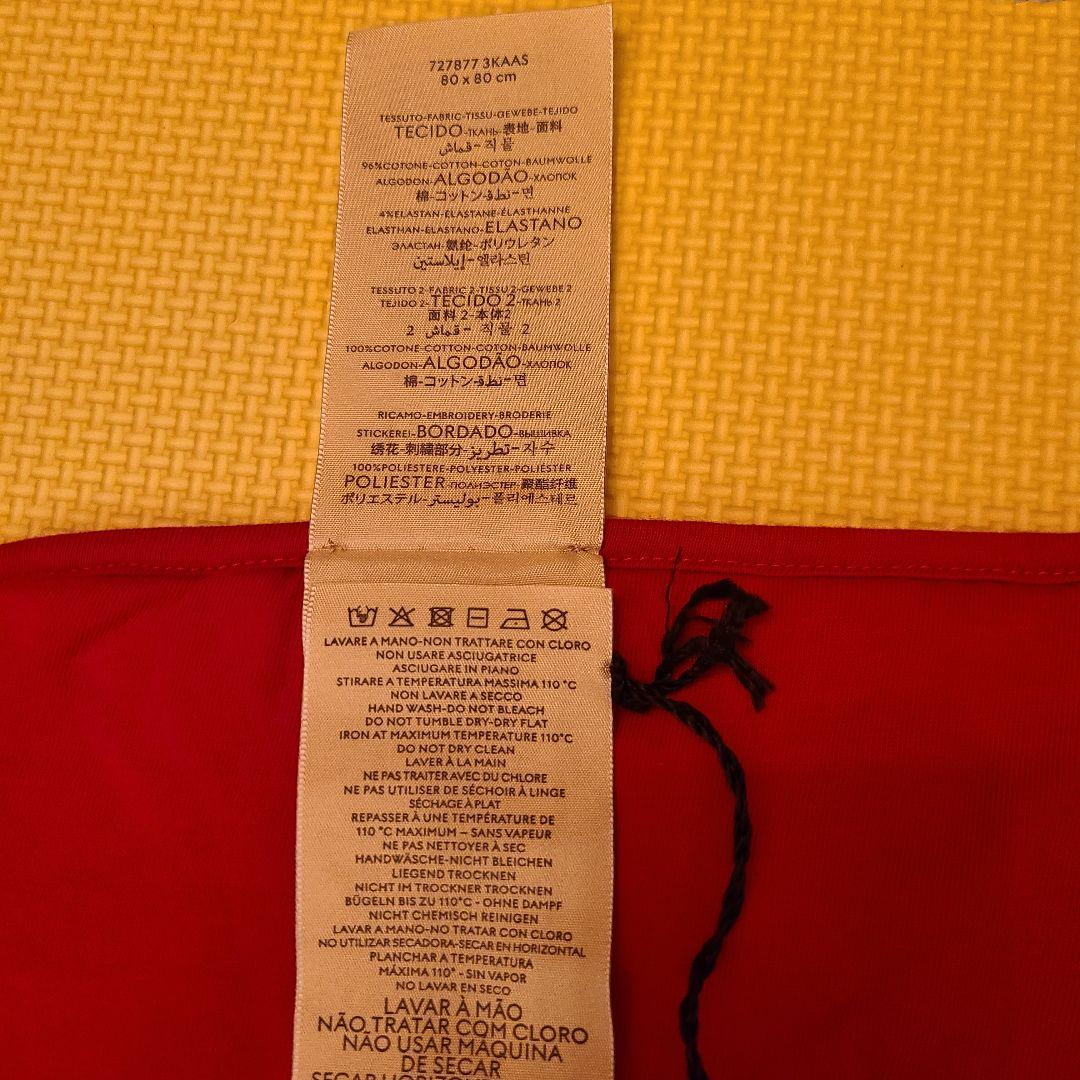 727877 3KAAS
80 x 80 cm
TESSUTO-FABRIC-TISSU-GEWEBE-TEJIDO
TECIDO-ТКАНЬ-表地-面料
قماش-직물
96%COTONE-COTTON-COTON-BAUMWOLLE
ALGODON-ALGODÃO-ХЛОПОК
棉-コットン-قطن-면
4%ELASTAN-ELASTANE-ÉLASTHANNE
ELASTHAN-ELASTANO-ELASTANO
ЭЛАСТАН-氨纶-ポリウレタン
إيلاستين-엘라스틴
TESSUTO 2-FABRIC 2-TISSU 2-GEWEBE 2
TEJIDO 2-TECIDO 2-ТКАНЬ 2
面料 2-本体2
2 قماش- 직물 2
100%COTONE-COTTON-COTON-BAUMWOLLE
ALGODON-ALGODÃO-ХЛОПОК
棉-コットン-قطن-면
RICAMO-EMBROIDERY-BRODERIE
STICKEREI-BORDADO-ВЫШИВКА
绣花-刺繍部分-تطريز-자수
100%POLIESTERE-POLYESTER-POLIÉSTER
POLIESTER ПОЛИЭСТЕР-聚酯纤维
ポリエステル-بوليستر-폴리에스테르
LAVARE A MANO-NON TRATTARE CON CLORO
NON USARE ASCIUGATRICE
ASCIUGARE IN PIANO
STIRARE A TEMPERATURA MASSIMA 110 °C
NON LAVARE A SECCO
HAND WASH-DO NOT BLEACH
DO NOT TUMBLE DRY-DRY FLAT
IRON AT MAXIMUM TEMPERATURE 110°C
DO NOT DRY CLEAN
LAVER À LA MAIN
NE PAS TRAITER AVEC DU CHLORE
NE PAS UTILISER DE SÉCHOIR À LINGE
SÉCHAGE À PLAT
REPASSER À UNE TEMPÉRATURE DE
110 °C MAXIMUM – SANS VAPEUR
NE PAS NETTOYER À SEC
HANDWÄSCHE-NICHT BLEICHEN
LIEGEND TROCKNEN
NICHT IM TROCKNER TROCKNEN
BÜGELN BIS ZU 110°C - OHNE DAMPF
NICHT CHEMISCH REINIGEN
LAVAR A MANO-NO TRATAR CON CLORO
NO UTILIZAR SECADORA-SECAR EN HORIZONTAL
PLANCHAR A TEMPERATURA
MÁXIMA 110° - SIN VAPOR
NO LAVAR EN SECO
LAVAR À MÃO
NÃO TRATAR COM CLORO
NÃO USAR MÁQUINA
DE SECAR